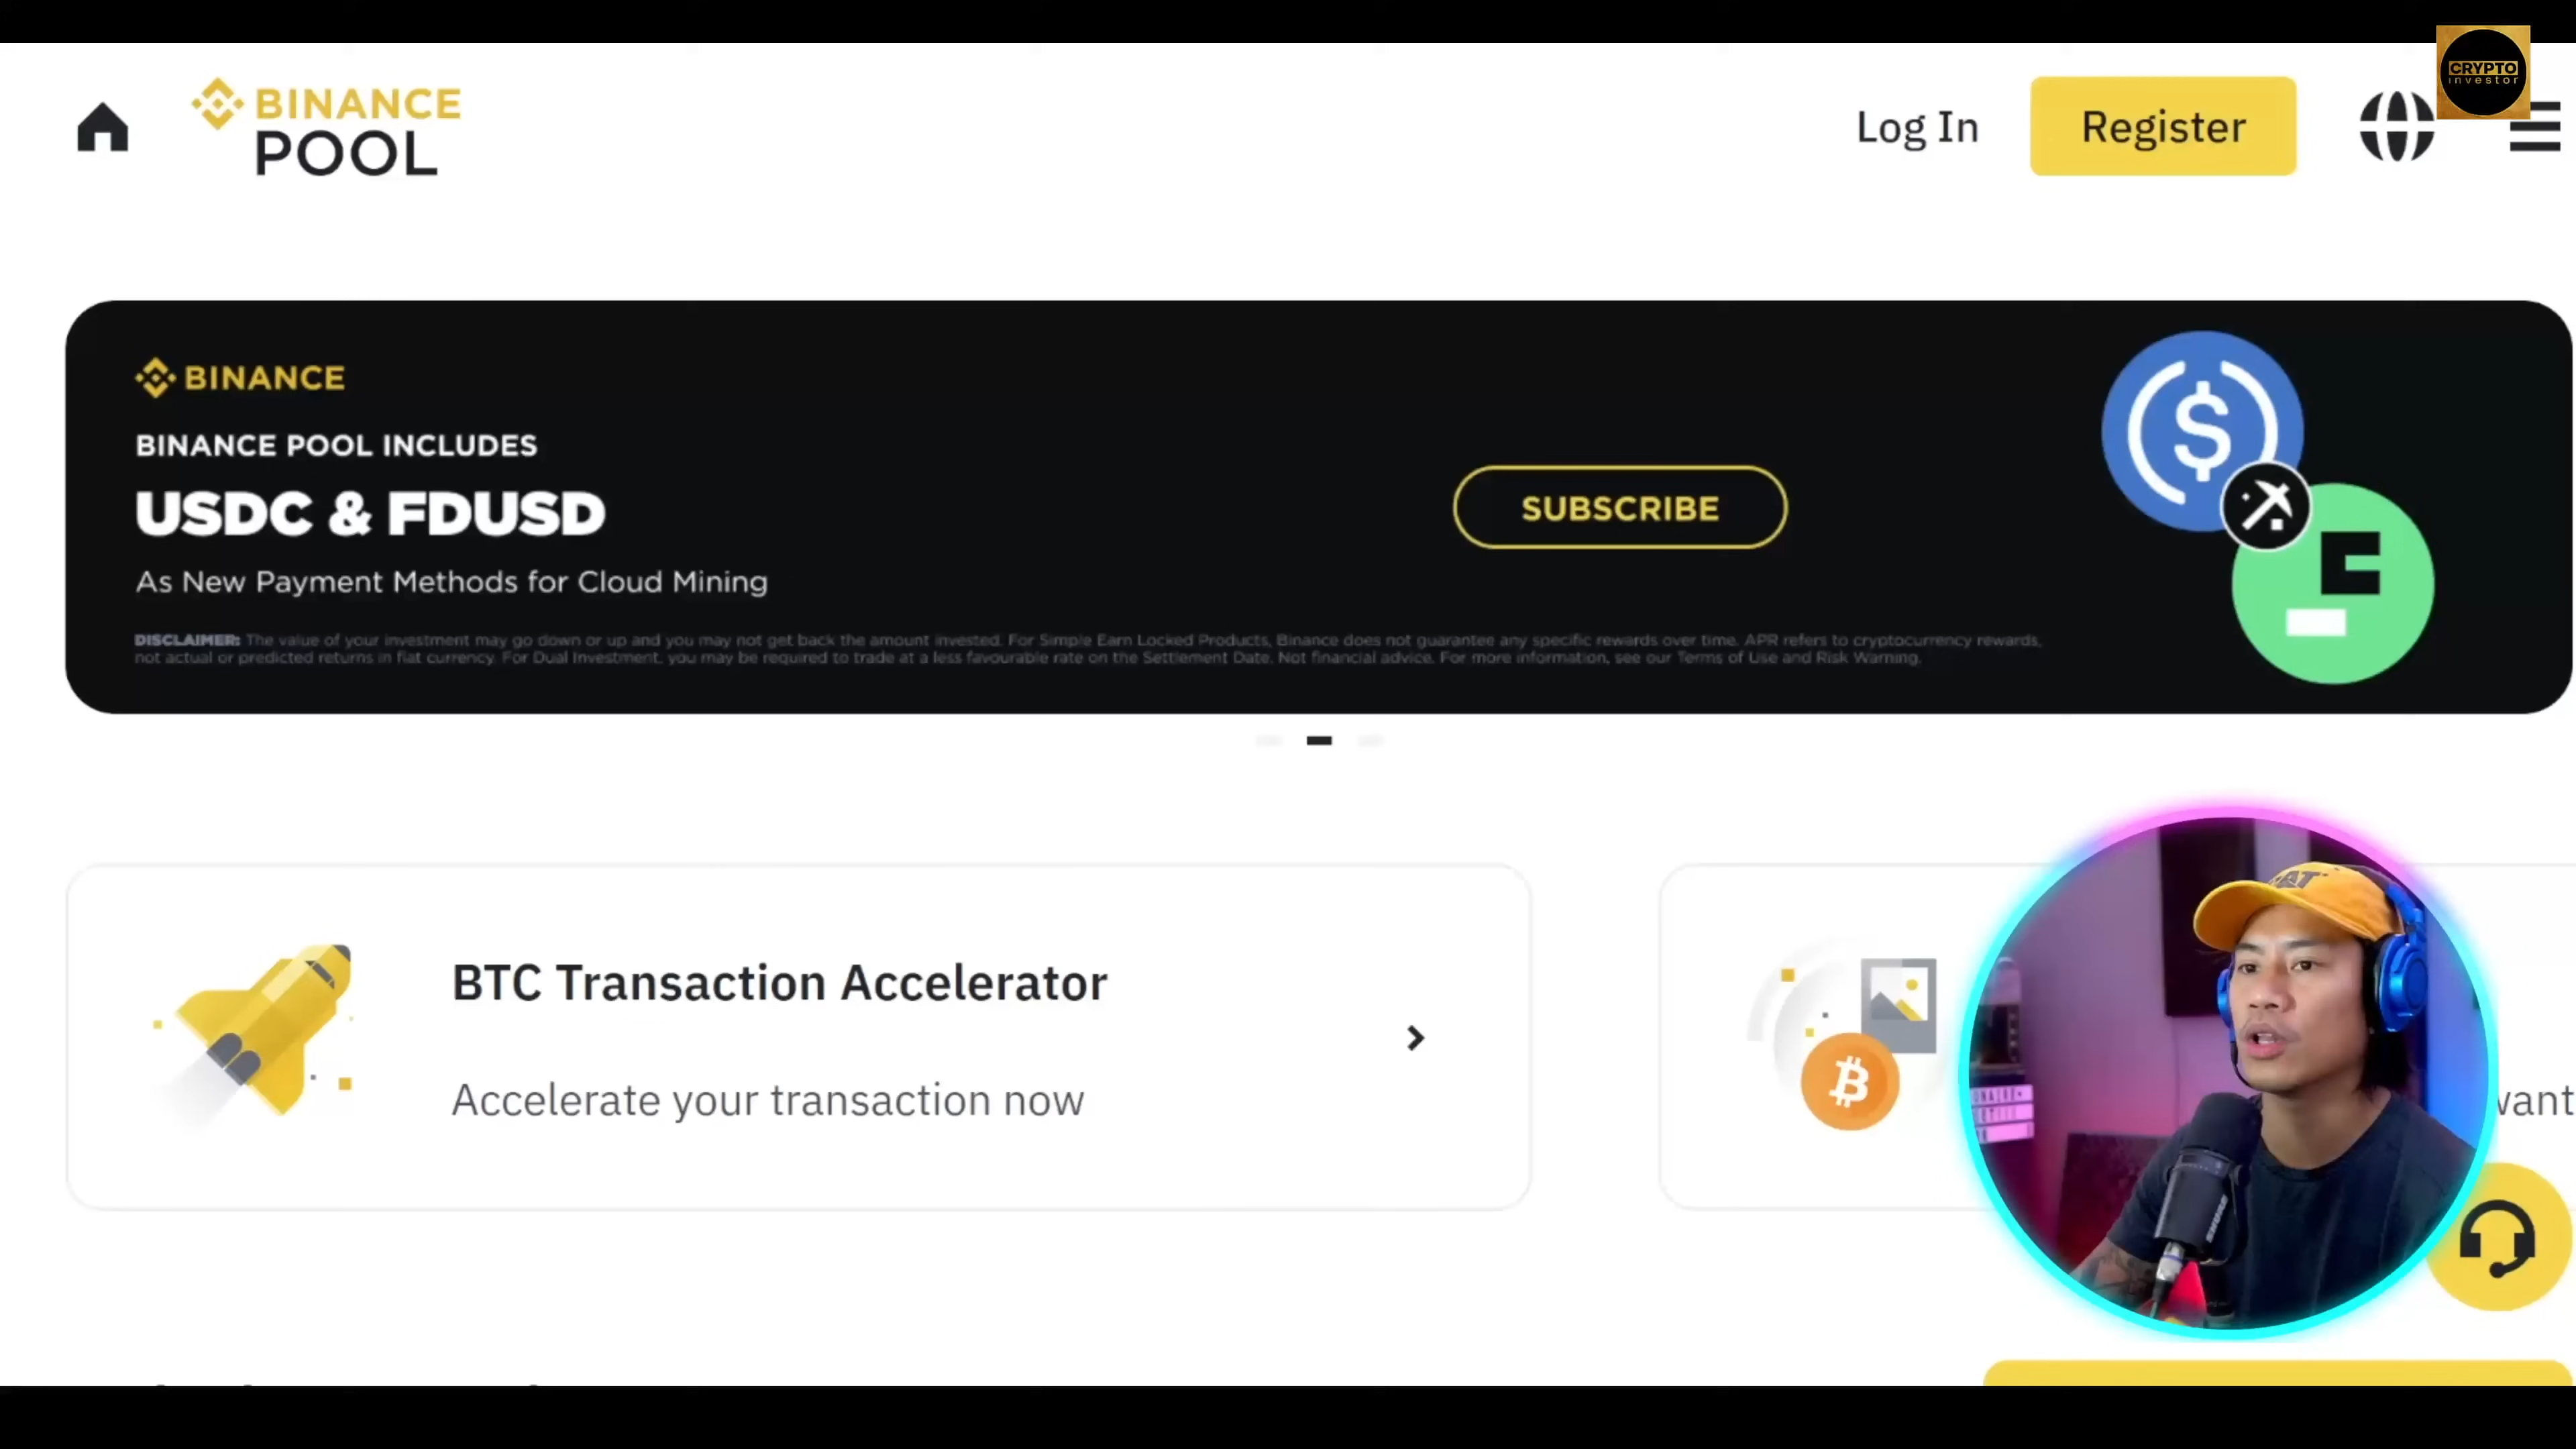 CRYPTO
investor
BINANCE
POOL
Log In
Register
BINANCE
BINANCE POOL INCLUDES
USDC & FDUSD
As New Payment Methods for Cloud Mining
SUBSCRIBE
DISCLAIMER: The value of your investment may go down or up and you may not get back the amount invested. For Simple Earn Locked Products, Binance does not guarantee any specific rewards over time. APR refers to cryptocurrency rewards,
not actual or predicted returns in fiat currency. For Dual Investment, you may be required to trade at a less favourable rate on the Settlement Date. Not financial advice. For more information, see our Terms of Use and Risk Warning.
BTC Transaction Accelerator
Accelerate your transaction now
want
CAT
SHURE